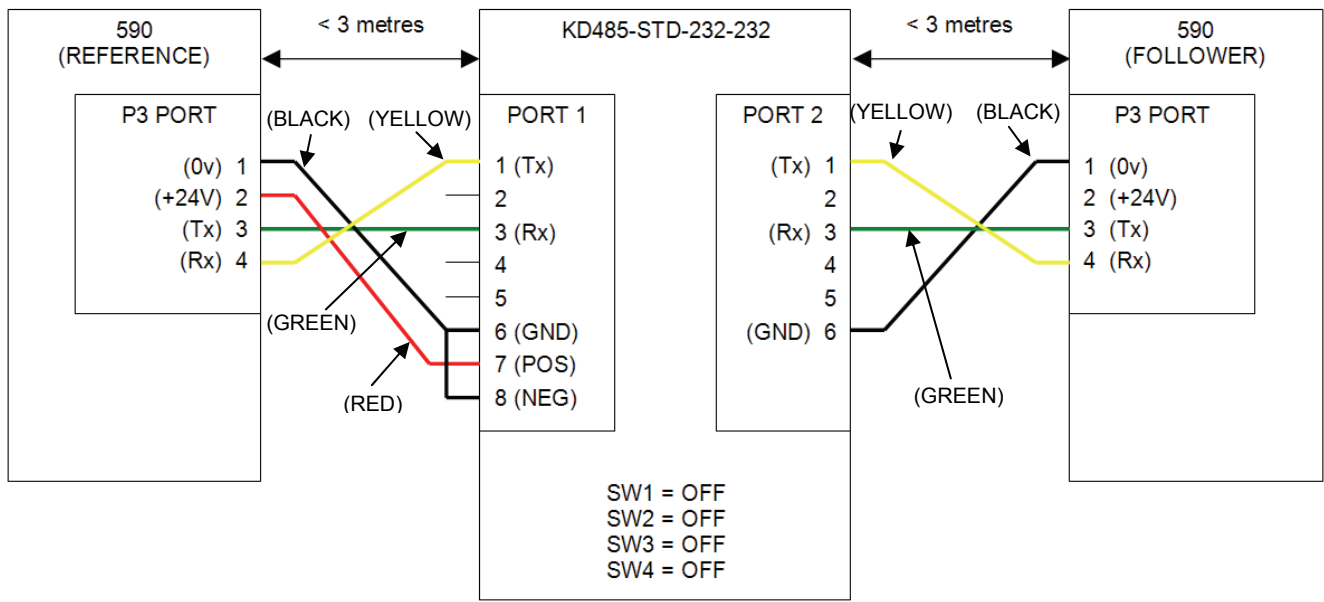 590
(REFERENCE)
< 3 metres
KD485-STD-232-232
< 3 metres
590
(FOLLOWER)
P3 PORT
(BLACK)
(YELLOW)
PORT 1
PORT 2
(YELLOW)
(BLACK)
P3 PORT
(0v) 1
(+24V) 2
(Tx) 3
(Rx) 4
1 (Tx)
2
3 (Rx)
4
5
6 (GND)
7 (POS)
8 (NEG)
(Tx) 1
2
(Rx) 3
4
5
(GND) 6
1 (0v)
2 (+24V)
3 (Tx)
4 (Rx)
(GREEN)
(RED)
(GREEN)
SW1 = OFF
SW2 = OFF
SW3 = OFF
SW4 = OFF